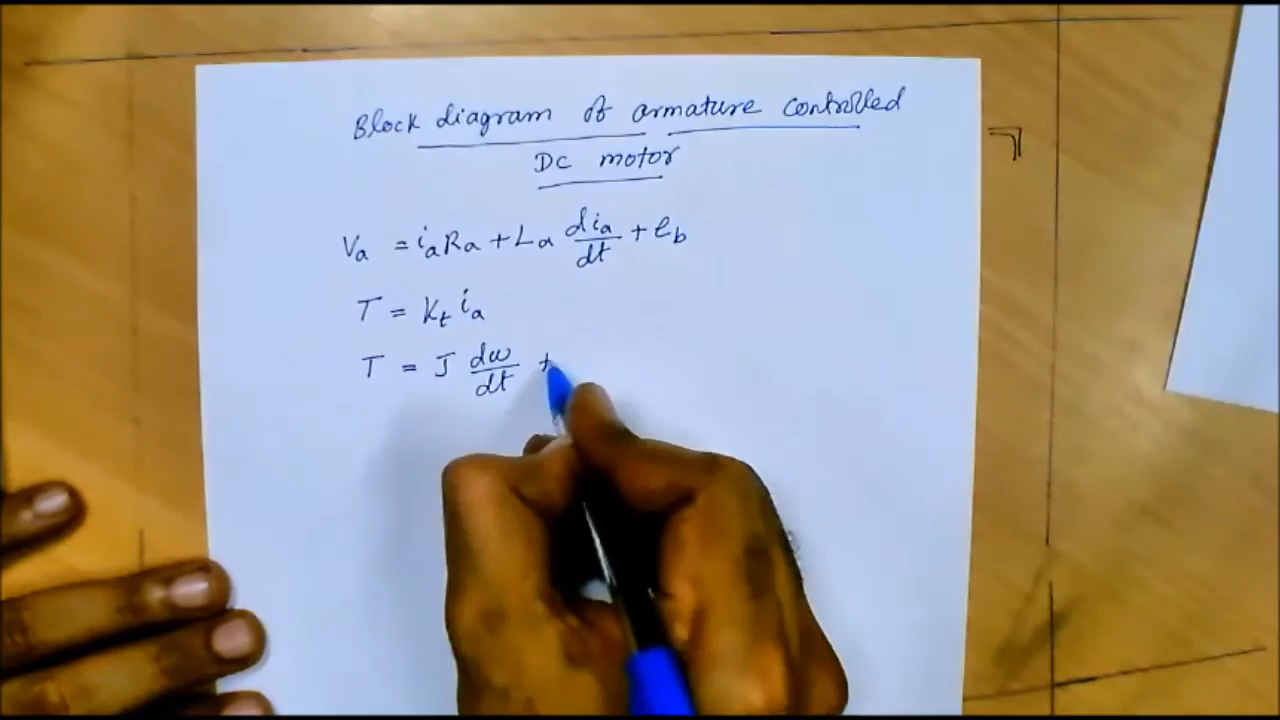 Block diagram of armature controlled
DC motor
Va = iaRa + La dia/dt + eb
T = Kt ia
T = J dω/dt +